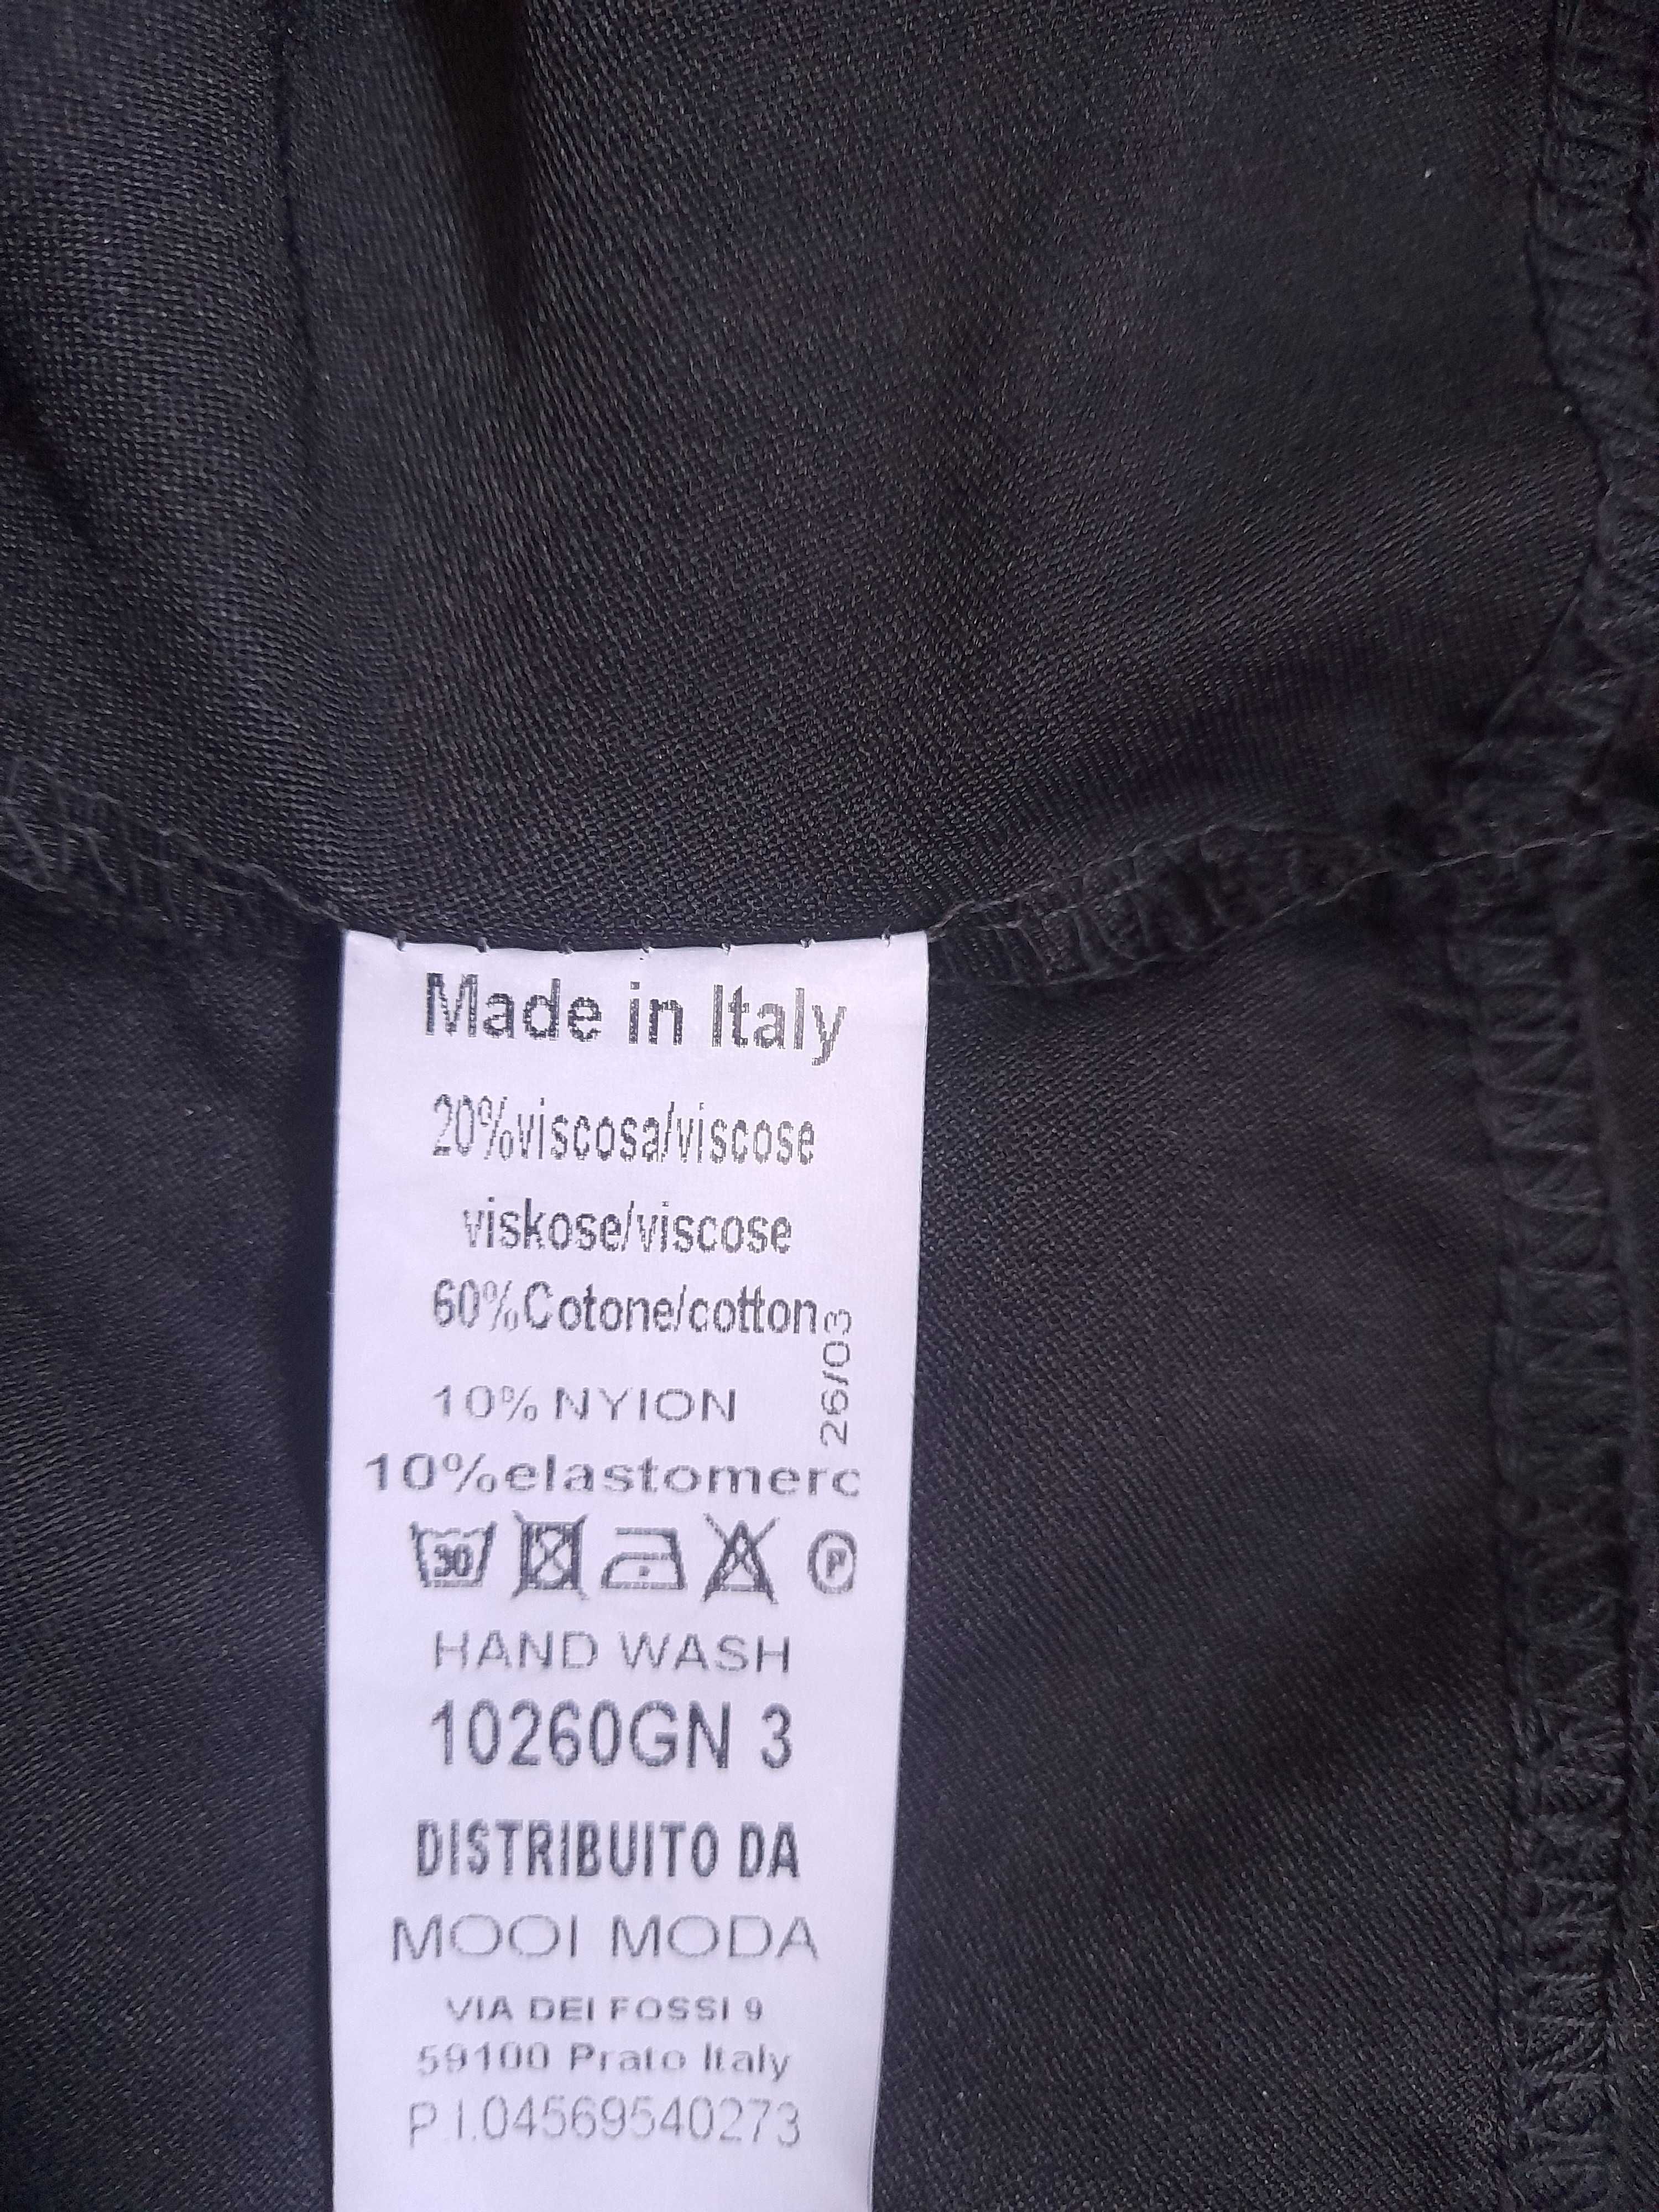 Made in Italy
20%viscosa/viscose
viskose/viscose
60%Cotone/cotton
26/03
10% NYION
10%elastomerc
30
P
HAND WASH
10260GN 3
DISTRIBUITO DA
MOOI MODA
VIA DEI FOSSI 9
59100 Prato Italy
P.I.04569540273